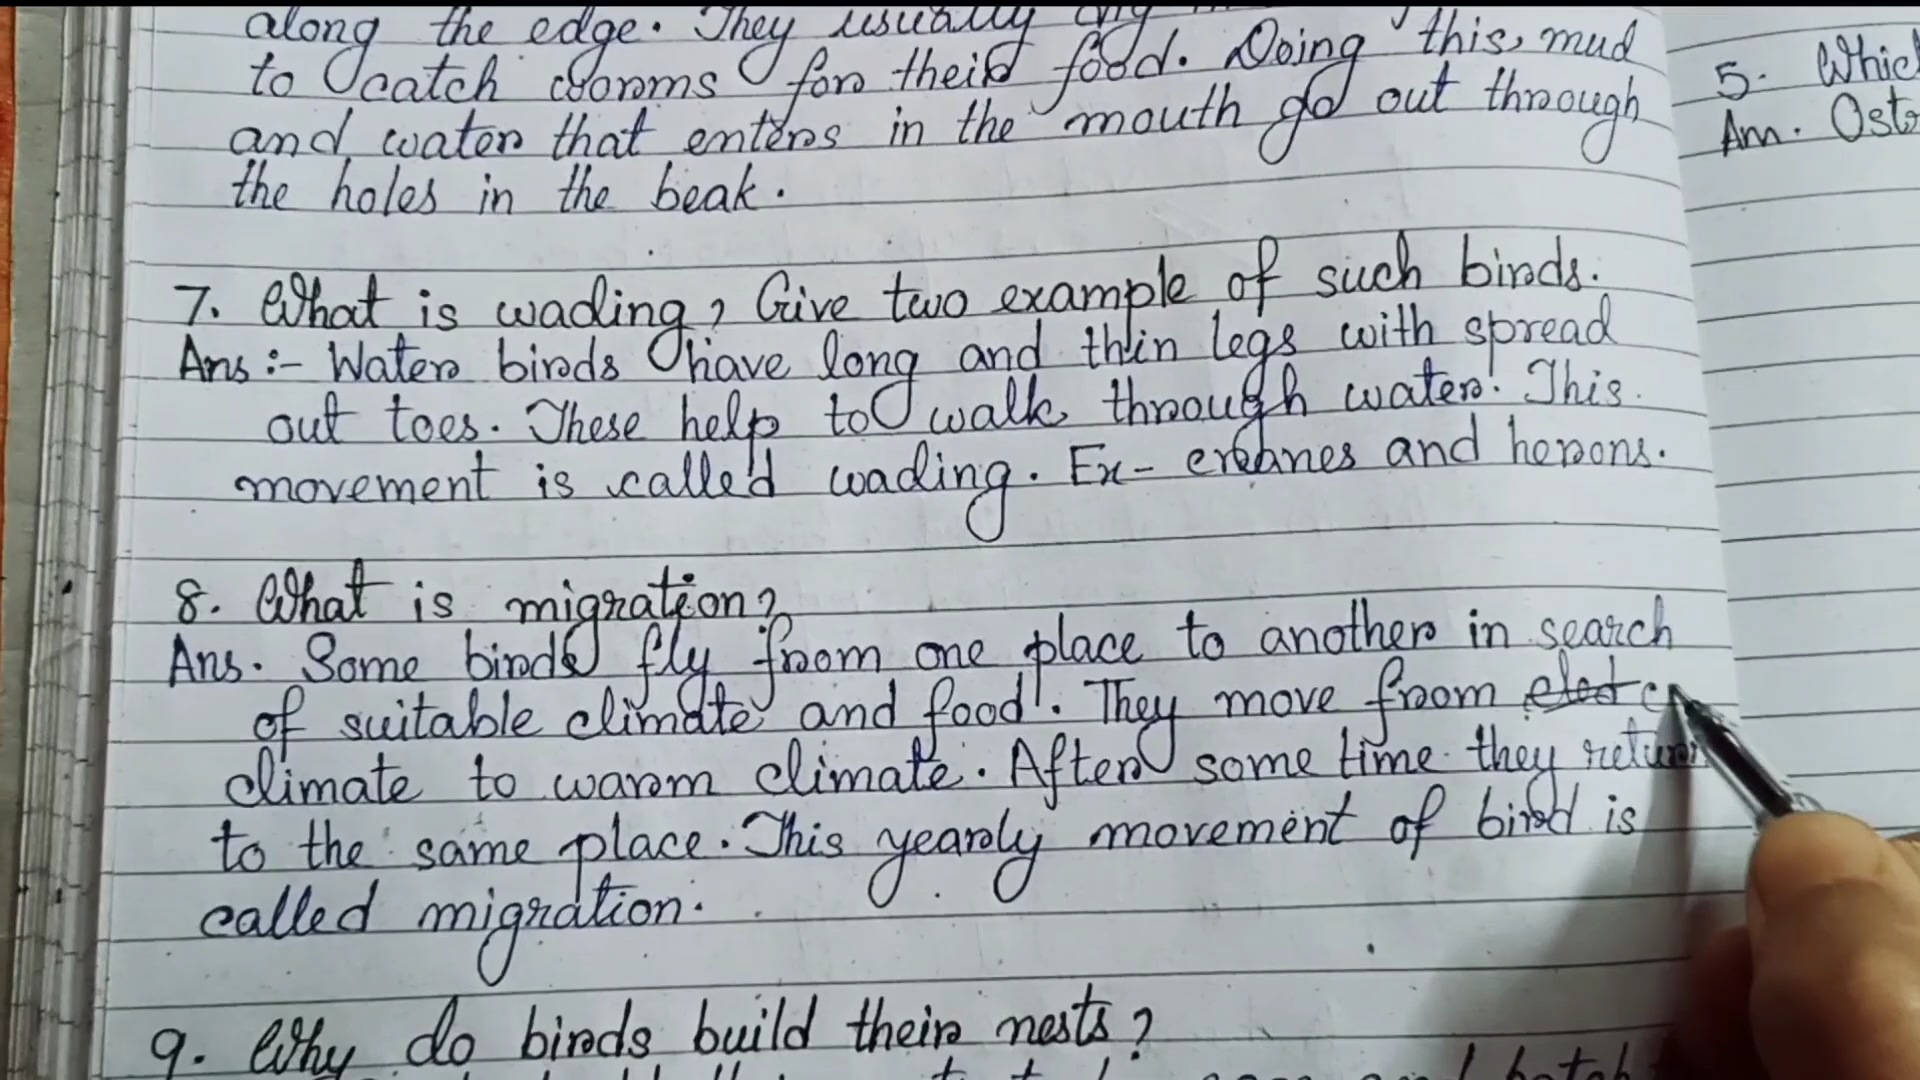 along the edge. They usually
to catch worms for their food. Doing this, mud
and water that enters in the mouth go out through
the holes in the beak.
7. What is wading? Give two example of such birds.
Ans :- Water birds have long and thin legs with spread
out toes. These help to walk through water. This
movement is called wading. Ex- cranes and herons.
8. What is migration?
Ans. Some birds fly from one place to another in search
of suitable climate and food. They move from
climate to warm climate. After some time they return
to the same place. This yearly movement of bird is
called migration.
9. Why do birds build their nests?
5. Which
Ans. Ostr